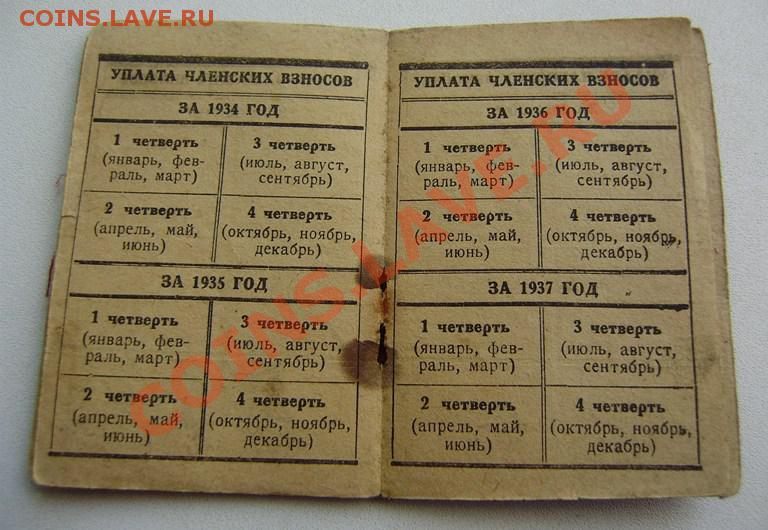 COINS.LAVE.RU
УПЛАТА ЧЛЕНСКИХ ВЗНОСОВ
ЗА 1934 ГОД
1 четверть
(январь, фев-
раль, март)
3 четверть
(июль, август,
сентябрь)
2 четверть
(апрель, май,
июнь)
4 четверть
(октябрь, ноябрь,
декабрь)
ЗА 1935 ГОД
1 четверть
(январь, фев-
раль, март)
3 четверть
(июль, август,
сентябрь)
2 четверть
(апрель, май,
июнь)
4 четверть
(октябрь, ноябрь,
декабрь)
УПЛАТА ЧЛЕНСКИХ ВЗНОСОВ
ЗА 1936 ГОД
1 четверть
(январь, фев-
раль, март)
3 четверть
(июль, август,
сентябрь)
2 четверть
(апрель, май,
июнь)
4 четверть
(октябрь, ноябрь,
декабрь)
ЗА 1937 ГОД
1 четверть
(январь, фев-
раль, март)
3 четверть
(июль, август,
сентябрь)
2 четверть
(апрель, май,
июнь)
4 четверть
(октябрь, ноябрь,
декабрь)
COINS.LAVE.RU